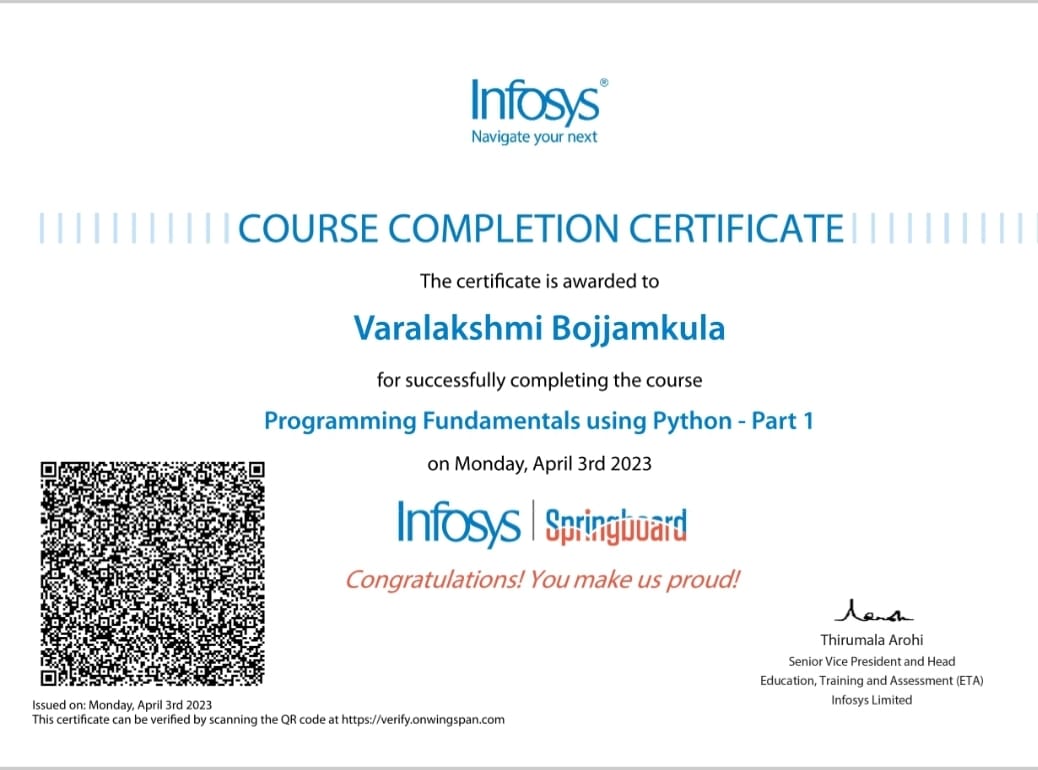 Infosys®
Navigate your next
COURSE COMPLETION CERTIFICATE
The certificate is awarded to
Varalakshmi Bojjamkula
for successfully completing the course
Programming Fundamentals using Python - Part 1
on Monday, April 3rd 2023
Infosys | Springboard
Congratulations! You make us proud!
Thirumala Arohi
Senior Vice President and Head
Education, Training and Assessment (ETA)
Infosys Limited
Issued on: Monday, April 3rd 2023
This certificate can be verified by scanning the QR code at https://verify.onwingspan.com